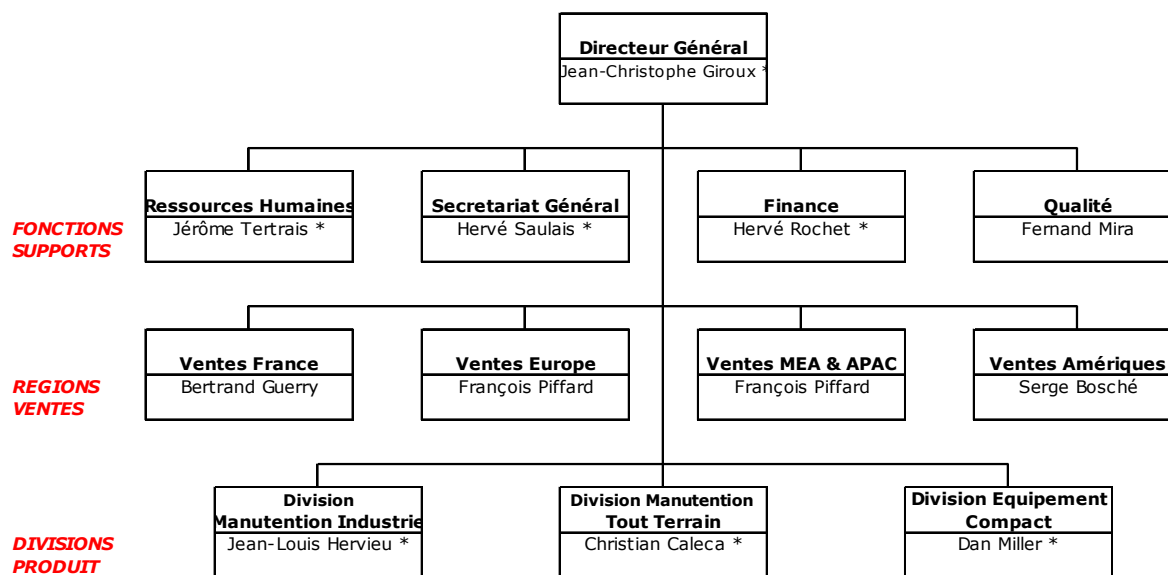 Directeur Général
Jean-Christophe Giroux *
FONCTIONS
SUPPORTS
Ressources Humaines
Jérôme Tertrais *
Secretariat Général
Hervé Saulais *
Finance
Hervé Rochet *
Qualité
Fernand Mira
REGIONS
VENTES
Ventes France
Bertrand Guerry
Ventes Europe
François Piffard
Ventes MEA & APAC
François Piffard
Ventes Amériques
Serge Bosché
DIVISIONS
PRODUIT
Division
Manutention Industrie
Jean-Louis Hervieu *
Division Manutention
Tout Terrain
Christian Caleca *
Division Equipement
Compact
Dan Miller *